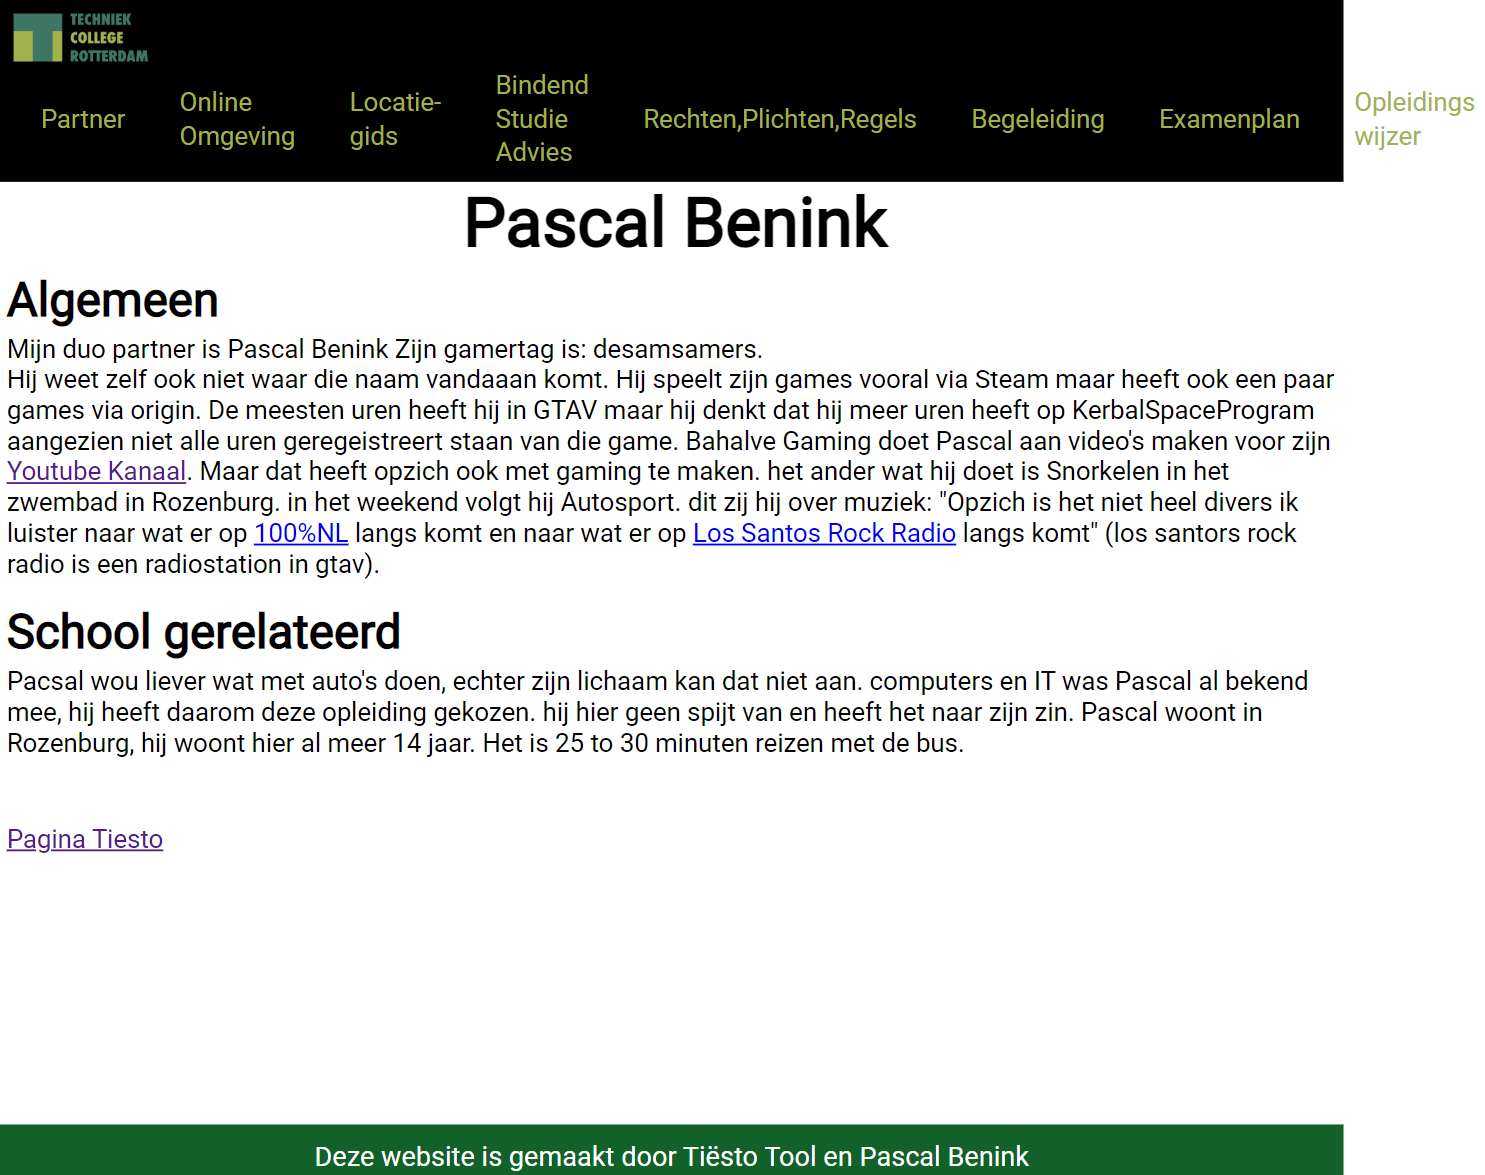 TECHNIEK
COLLEGE
ROTTERDAM
Partner
Online
Omgeving
Locatie-
gids
Bindend
Studie
Advies
Rechten,Plichten,Regels
Begeleiding
Examenplan
Opleidings
wijzer
Pascal Benink
Algemeen
Mijn duo partner is Pascal Benink Zijn gamertag is: desamsamers.
Hij weet zelf ook niet waar die naam vandaaan komt. Hij speelt zijn games vooral via Steam maar heeft ook een paar
games via origin. De meesten uren heeft hij in GTAV maar hij denkt dat hij meer uren heeft op KerbalSpaceProgram
aangezien niet alle uren geregeistreert staan van die game. Bahalve Gaming doet Pascal aan video's maken voor zijn
Youtube Kanaal. Maar dat heeft opzich ook met gaming te maken. het ander wat hij doet is Snorkelen in het
zwembad in Rozenburg. in het weekend volgt hij Autosport. dit zij hij over muziek: "Opzich is het niet heel divers ik
luister naar wat er op 100%NL langs komt en naar wat er op Los Santos Rock Radio langs komt" (los santors rock
radio is een radiostation in gtav).
School gerelateerd
Pacsal wou liever wat met auto's doen, echter zijn lichaam kan dat niet aan. computers en IT was Pascal al bekend
mee, hij heeft daarom deze opleiding gekozen. hij hier geen spijt van en heeft het naar zijn zin. Pascal woont in
Rozenburg, hij woont hier al meer 14 jaar. Het is 25 to 30 minuten reizen met de bus.
Pagina Tiesto
Deze website is gemaakt door Tiësto Tool en Pascal Benink